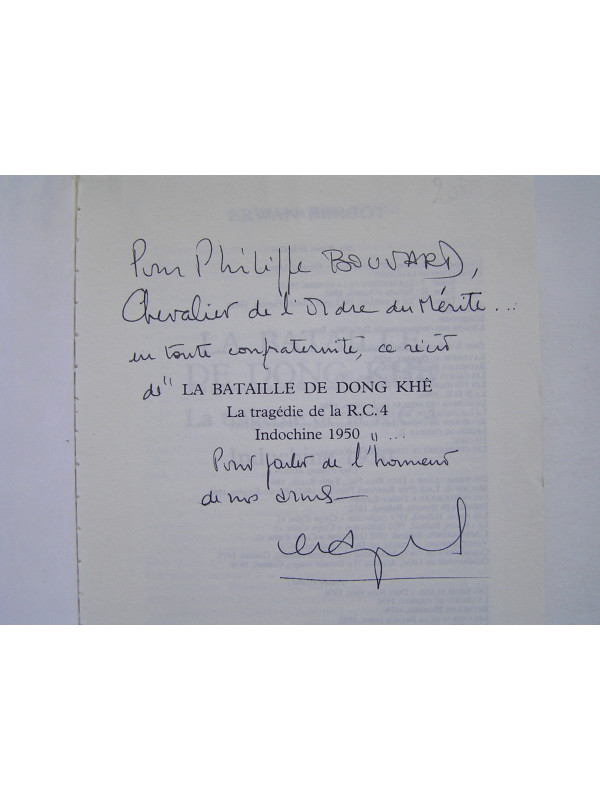 Pour Philippe BOUVARD,
Chevalier de l'Ordre du Mérite...
en toute confraternité, ce récit
de " LA BATAILLE DE DONG KHÊ
La tragédie de la R.C.4
Indochine 1950 " ...
Pour parler de l'honneur
de nos armes